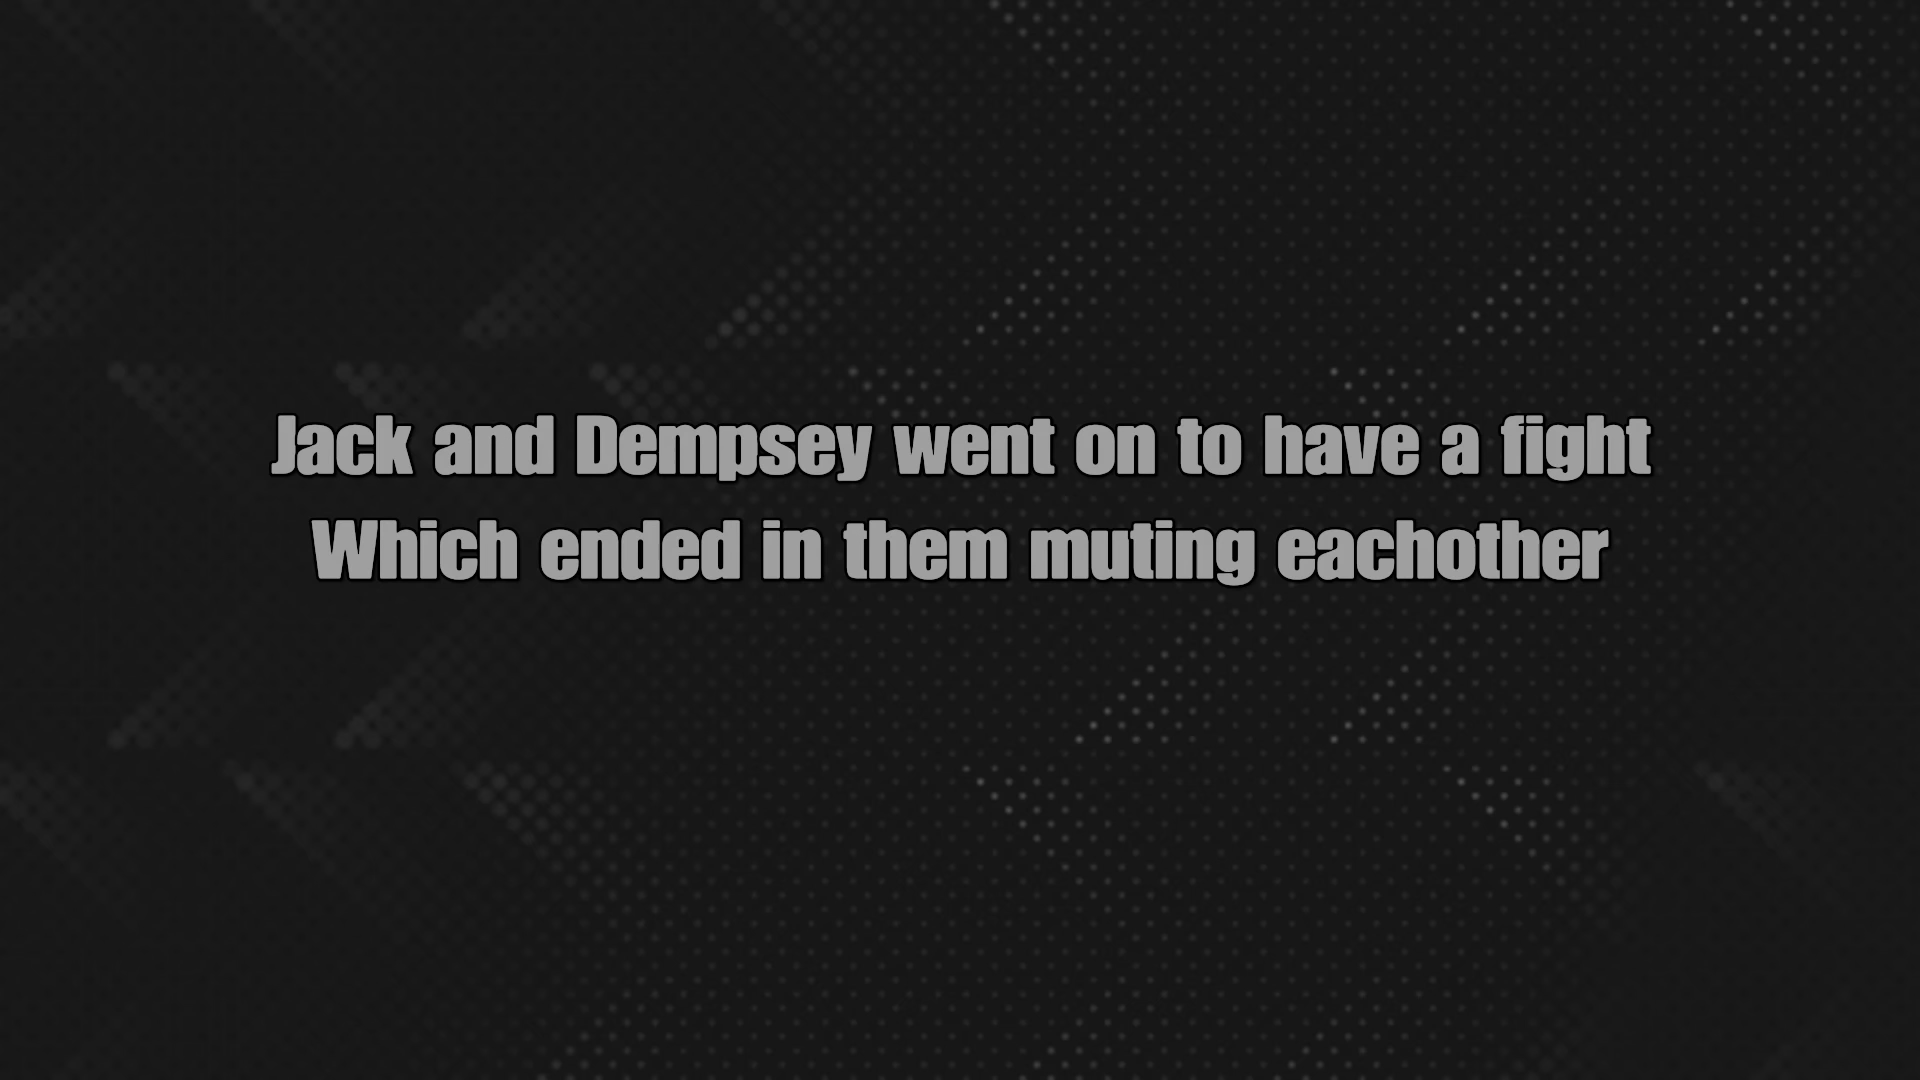 Jack and Dempsey went on to have a fight
Which ended in them muting eachother